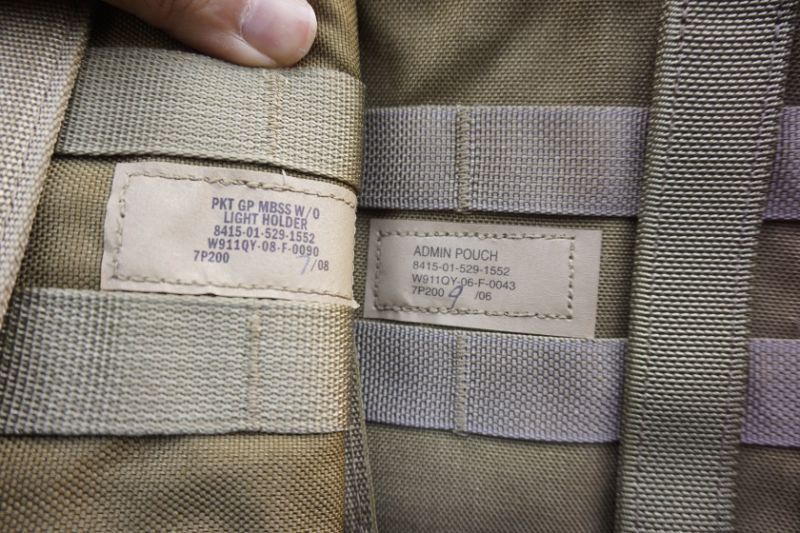 PKT GP MBSS W/O
LIGHT HOLDER
8415-01-529-1552
W911QY-08-F-0090
7P200 7/08
ADMIN POUCH
8415-01-529-1552
W911QY-06-F-0043
7P200 9 /06